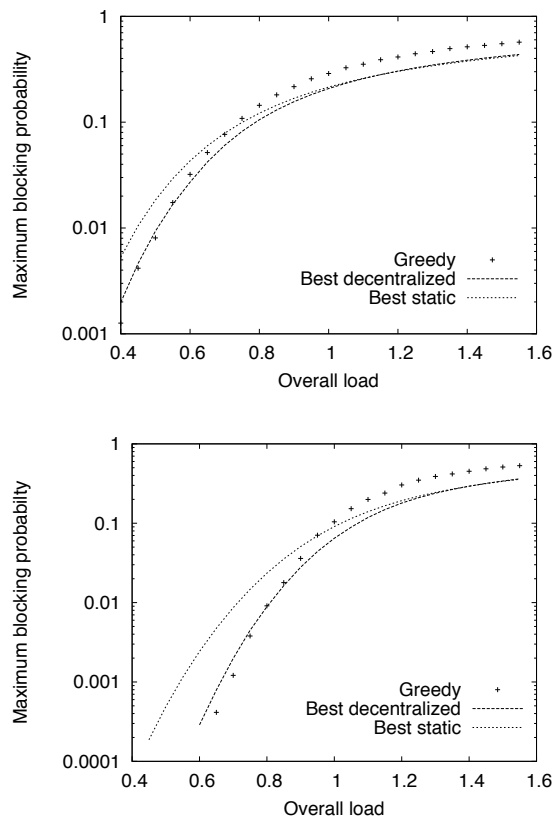 1
0.1
0.01
0.001
Maximum blocking probability
Greedy
Best decentralized
Best static
0.4 0.6 0.8 1 1.2 1.4 1.6
Overall load
1
0.1
0.01
0.001
0.0001
Maximum blocking probabilty
Greedy
Best decentralized
Best static
0.4 0.6 0.8 1 1.2 1.4 1.6
Overall load